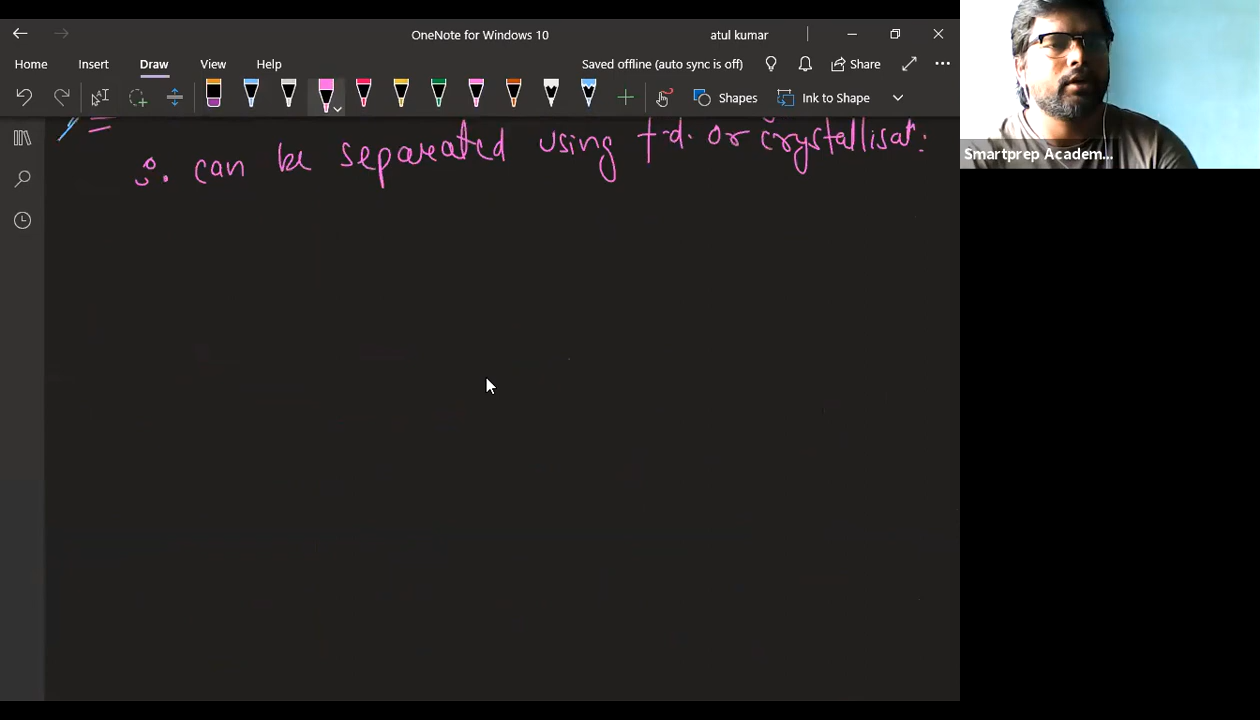 OneNote for Windows 10
atul kumar
Home Insert Draw View Help
Saved offline (auto sync is off)
Share
Shapes
Ink to Shape
can be separeated using f.d. or crystallisat:
Smartprep Academ...